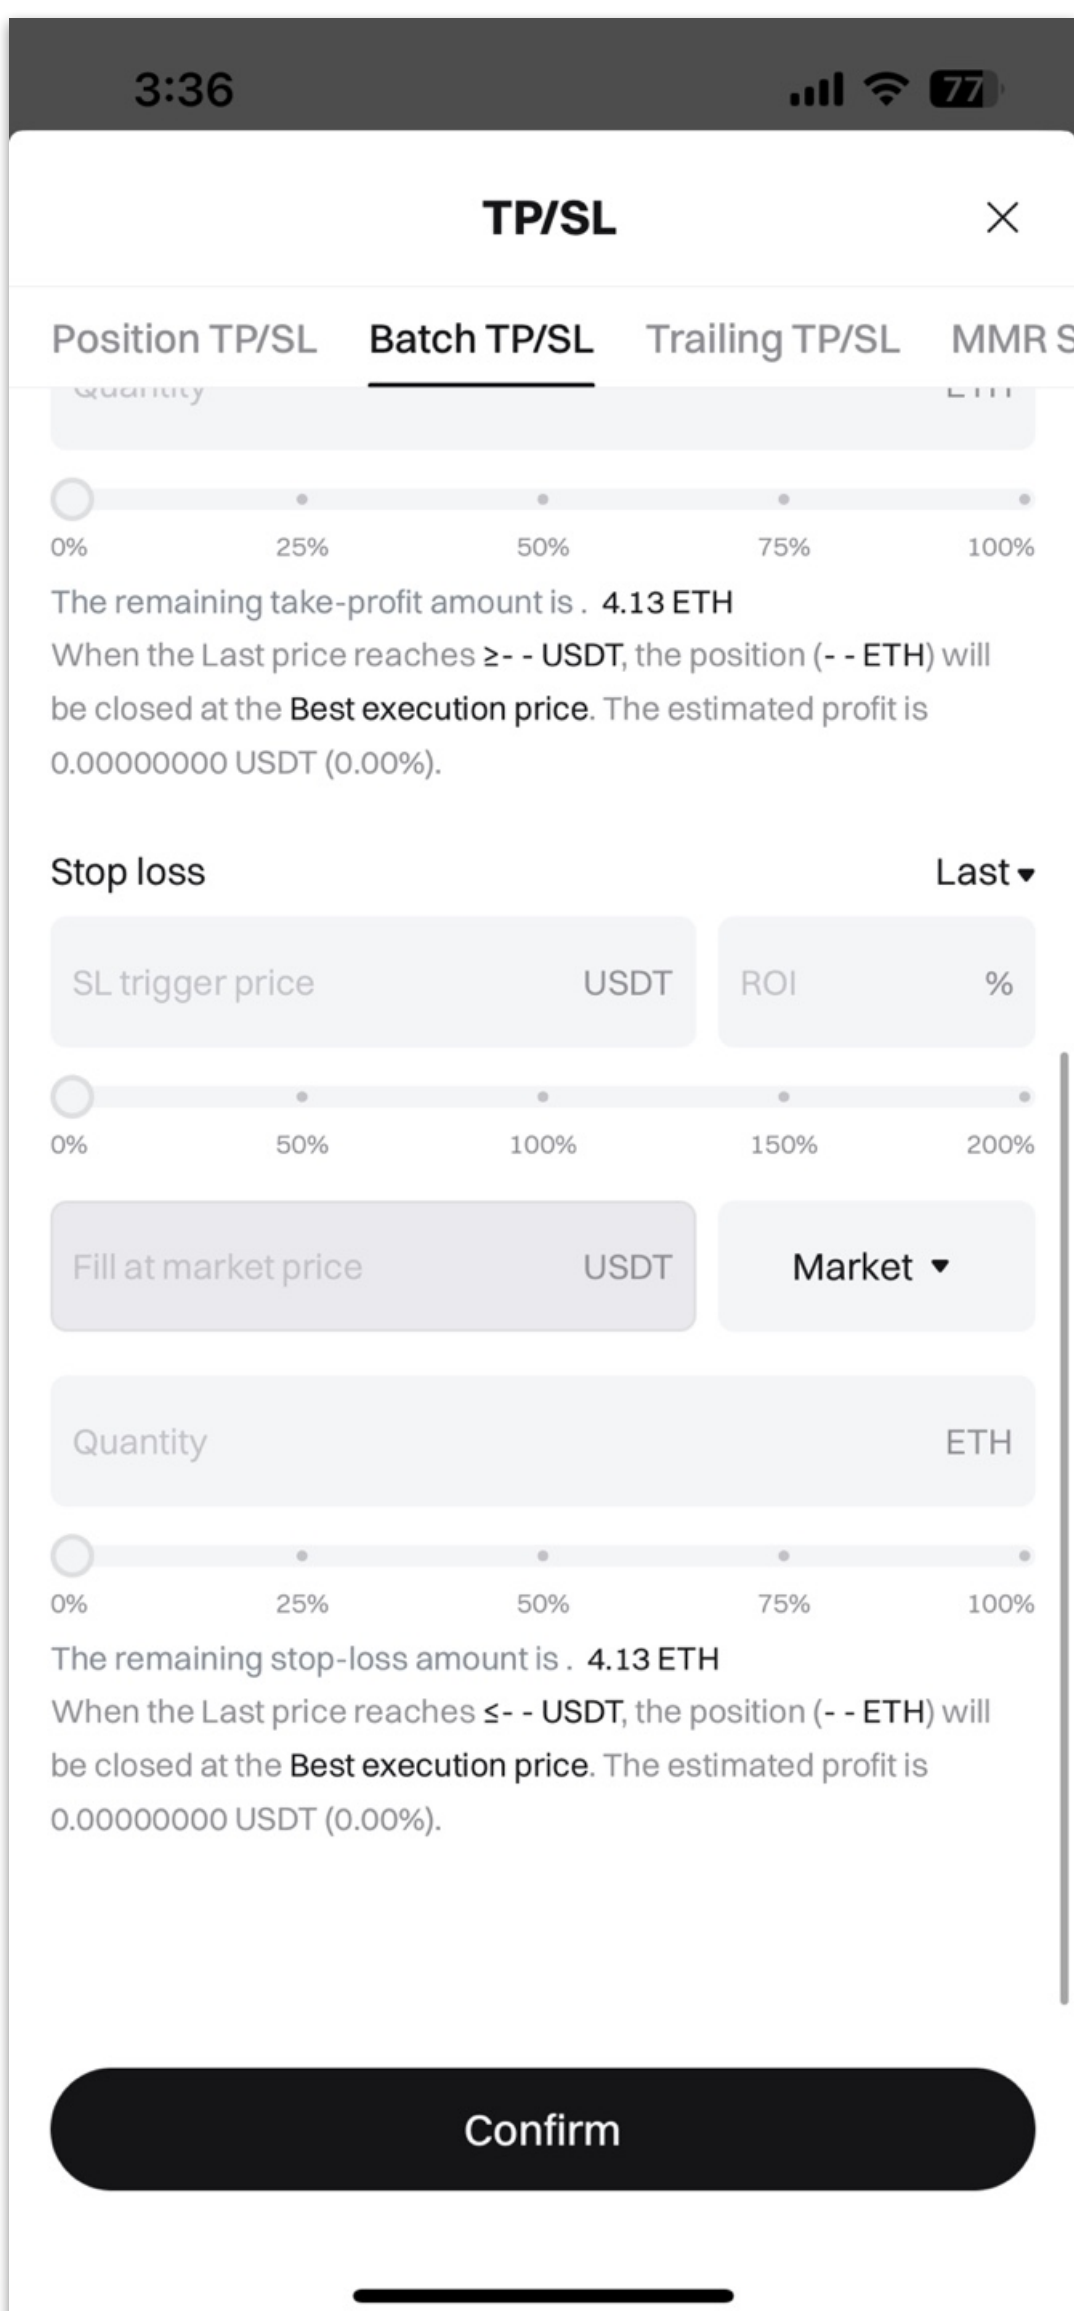 3:36 77
TP/SL
Position TP/SL Batch TP/SL Trailing TP/SL MMR S
Quantity ETH
0% 25% 50% 75% 100%
The remaining take-profit amount is . 4.13 ETH
When the Last price reaches ≥- - USDT, the position (- - ETH) will
be closed at the Best execution price. The estimated profit is
0.00000000 USDT (0.00%).
Stop loss Last
SL trigger price USDT ROI %
0% 50% 100% 150% 200%
Fill at market price USDT Market
Quantity ETH
0% 25% 50% 75% 100%
The remaining stop-loss amount is . 4.13 ETH
When the Last price reaches ≤- - USDT, the position (- - ETH) will
be closed at the Best execution price. The estimated profit is
0.00000000 USDT (0.00%).
Confirm